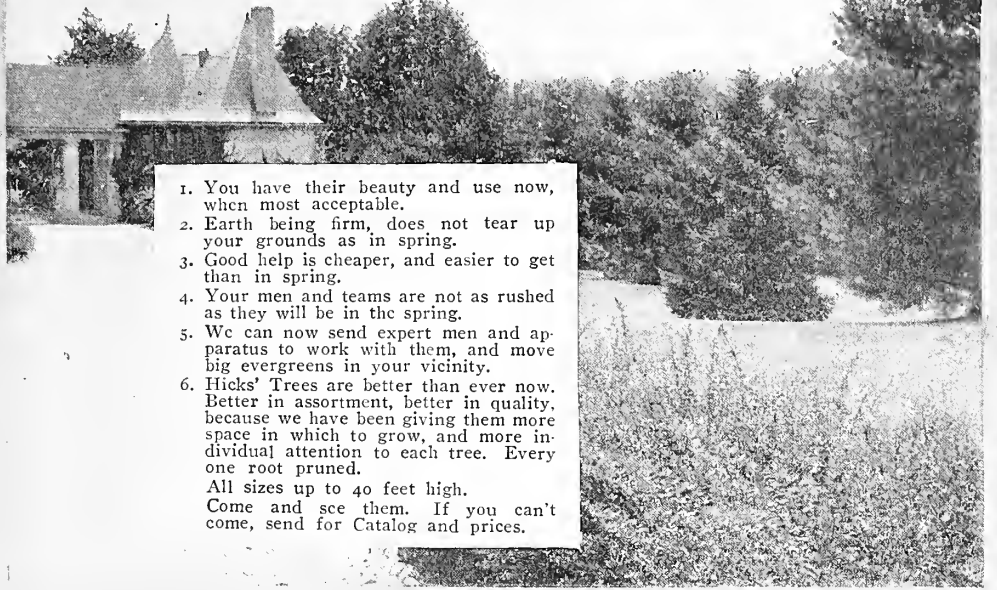 1. You have their beauty and use now,
when most acceptable.
2. Earth being firm, does not tear up
your grounds as in spring.
3. Good help is cheaper, and easier to get
than in spring.
4. Your men and teams are not as rushed
as they will be in the spring.
5. We can now send expert men and ap-
paratus to work with them, and move
big evergreens in your vicinity.
6. Hicks' Trees are better than ever now.
Better in assortment, better in quality,
because we have been giving them more
space in which to grow, and more in-
dividual attention to each tree. Every
one root pruned.
All sizes up to 40 feet high.
Come and see them. If you can't
come, send for Catalog and prices.